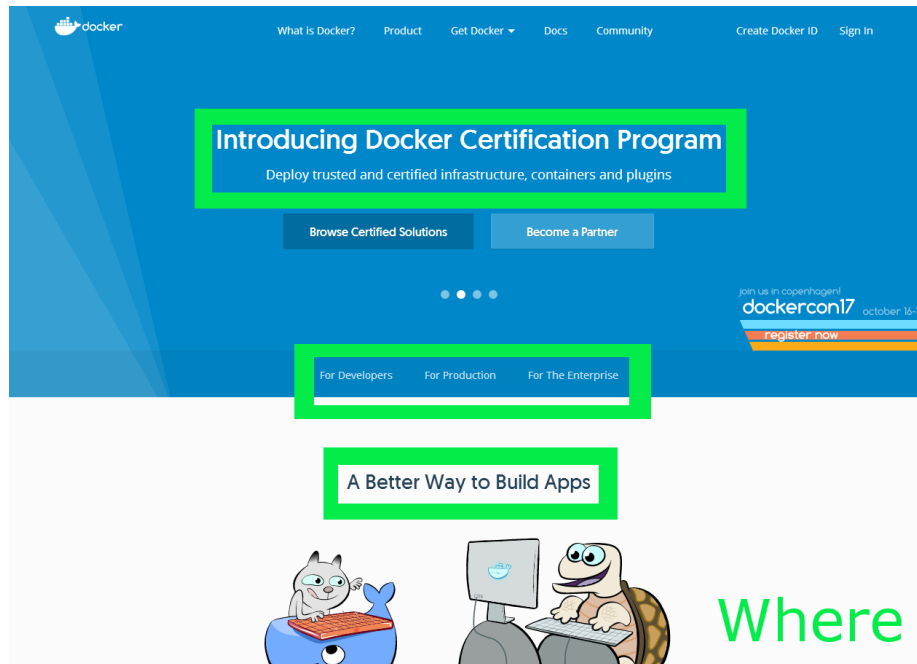 docker
What is Docker? Product Get Docker Docs Community Create Docker ID Sign In
Introducing Docker Certification Program
Deploy trusted and certified infrastructure, containers and plugins
Browse Certified Solutions Become a Partner
join us in copenhagen!
dockercon17 october 16-
register now
For Developers For Production For The Enterprise
A Better Way to Build Apps
Where